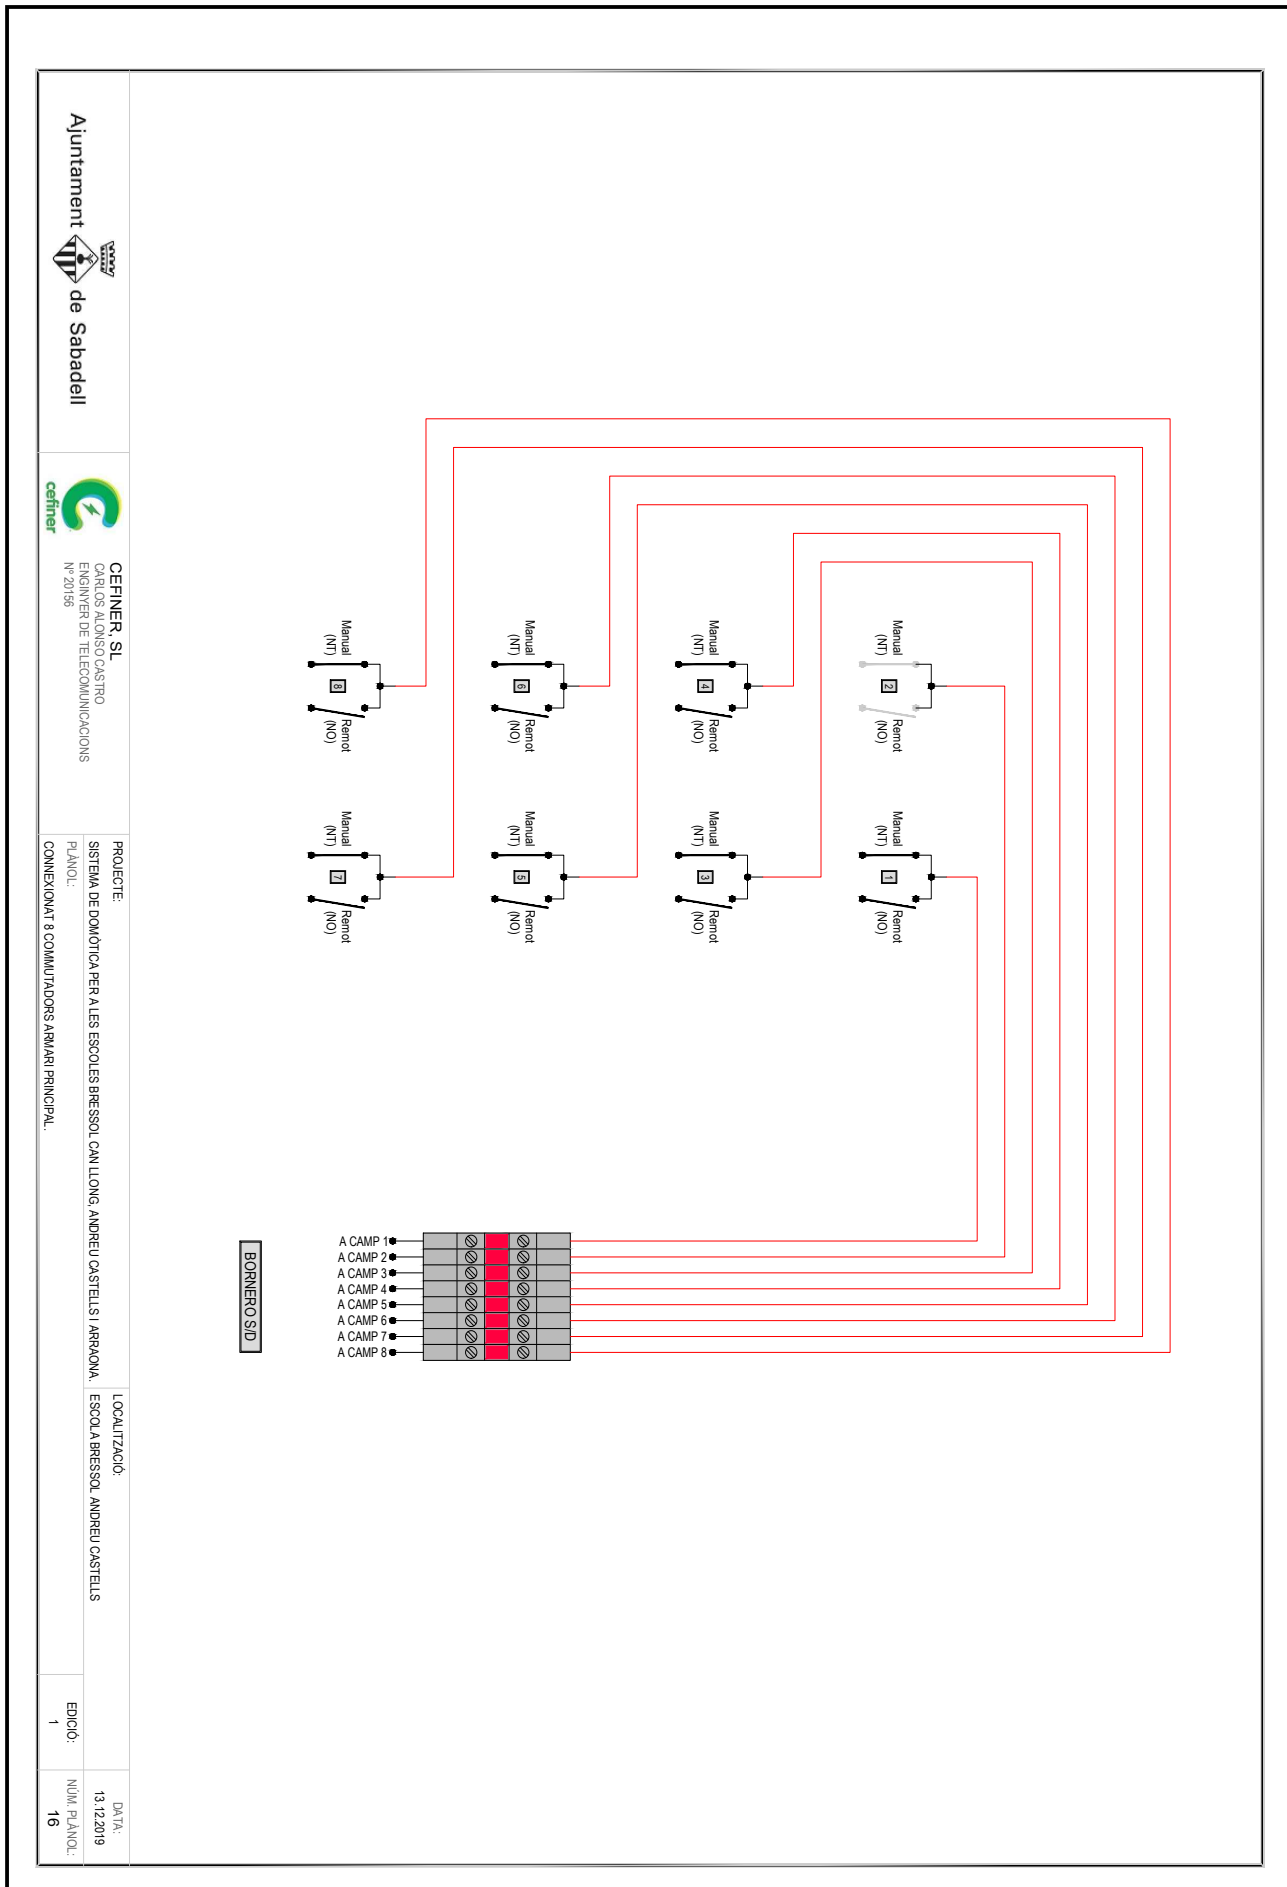 Manual
(NT)
8
Remot
(NO)
Manual
(NT)
6
Remot
(NO)
Manual
(NT)
4
Remot
(NO)
Manual
(NT)
2
Remot
(NO)
Manual
(NT)
7
Remot
(NO)
Manual
(NT)
5
Remot
(NO)
Manual
(NT)
3
Remot
(NO)
Manual
(NT)
1
Remot
(NO)
A CAMP 1
A CAMP 2
A CAMP 3
A CAMP 4
A CAMP 5
A CAMP 6
A CAMP 7
A CAMP 8
BORNERO S/D
Ajuntament de Sabadell
cefiner
CEFINER, SL
CARLOS ALONSO CASTRO
ENGINYER DE TELECOMUNICACIONS
Nº 20156
PROJECTE:
SISTEMA DE DOMÒTICA PER A LES ESCOLES BRESSOL CAN LLONG, ANDREU CASTELLS I ARRAONA.
PLÀNOL:
CONNEXIONAT 8 COMMUTADORS ARMARI PRINCIPAL.
LOCALITZACIÓ:
ESCOLA BRESSOL ANDREU CASTELLS
EDICIÓ:
1
DATA:
13.12.2019
NÚM. PLÀNOL:
16